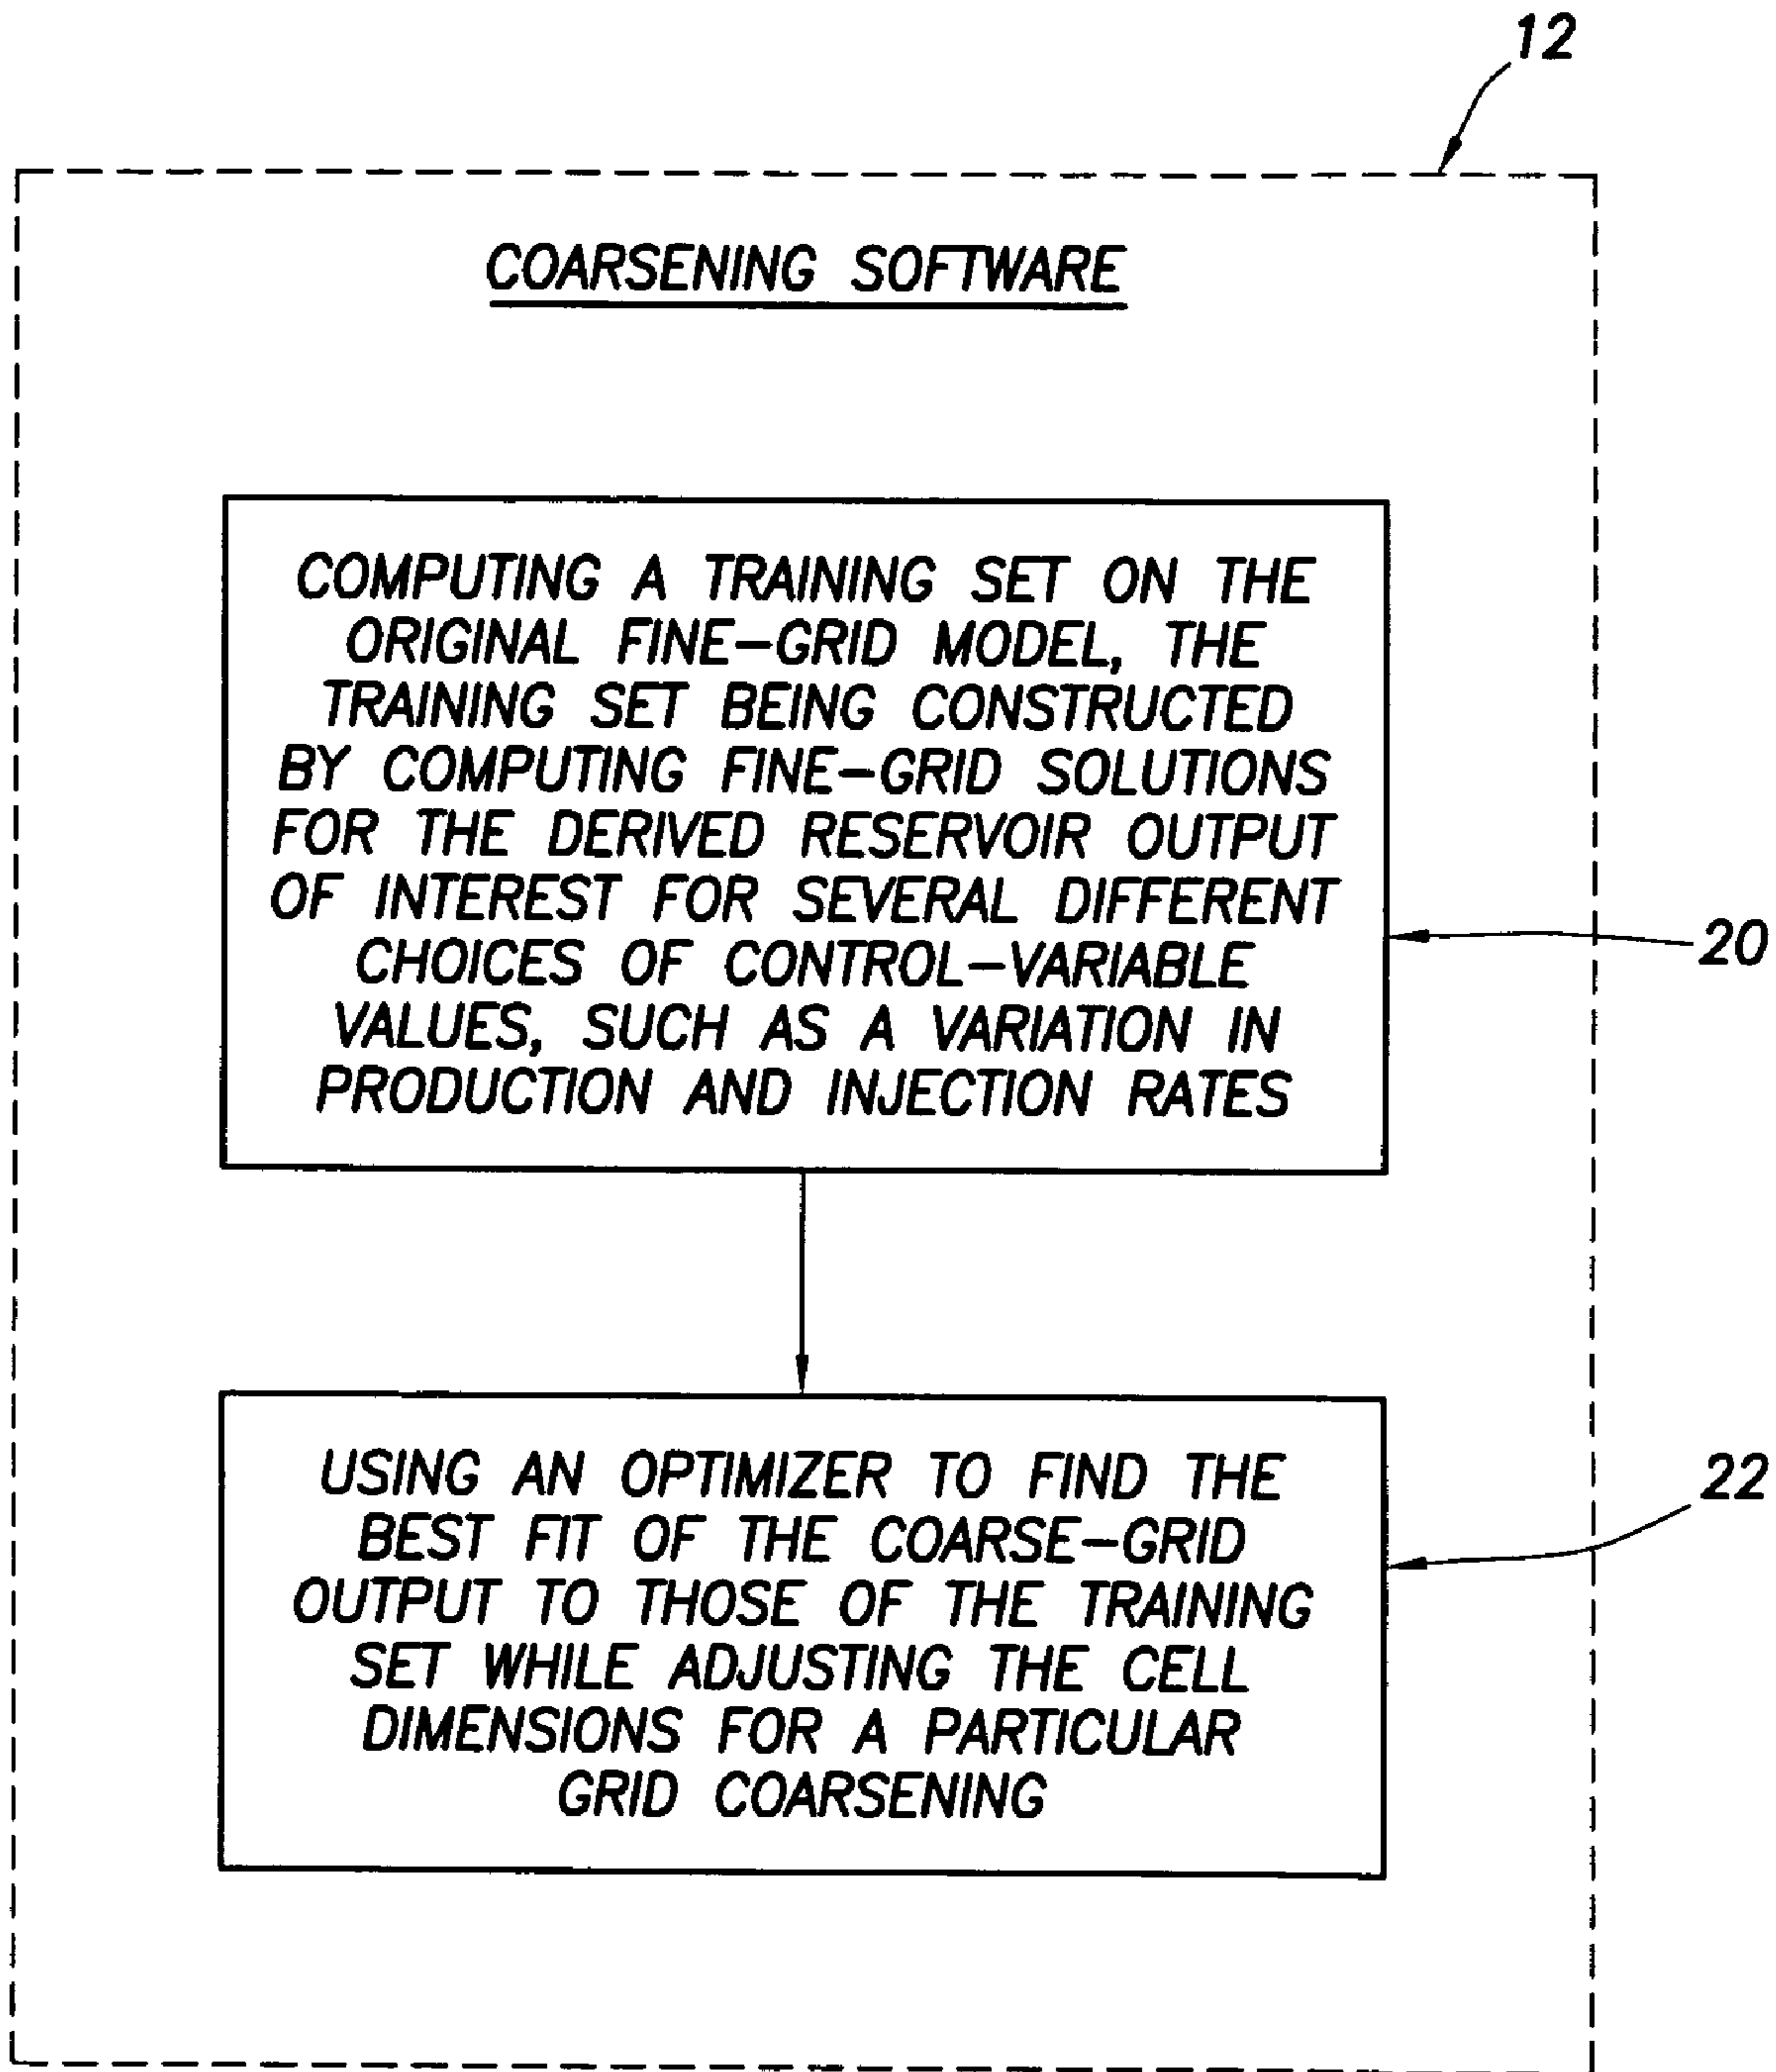 12
COARSENING SOFTWARE
COMPUTING A TRAINING SET ON THE
ORIGINAL FINE-GRID MODEL, THE
TRAINING SET BEING CONSTRUCTED
BY COMPUTING FINE-GRID SOLUTIONS
FOR THE DERIVED RESERVOIR OUTPUT
OF INTEREST FOR SEVERAL DIFFERENT
CHOICES OF CONTROL-VARIABLE
VALUES, SUCH AS A VARIATION IN
PRODUCTION AND INJECTION RATES
20
USING AN OPTIMIZER TO FIND THE
BEST FIT OF THE COARSE-GRID
OUTPUT TO THOSE OF THE TRAINING
SET WHILE ADJUSTING THE CELL
DIMENSIONS FOR A PARTICULAR
GRID COARSENING
22